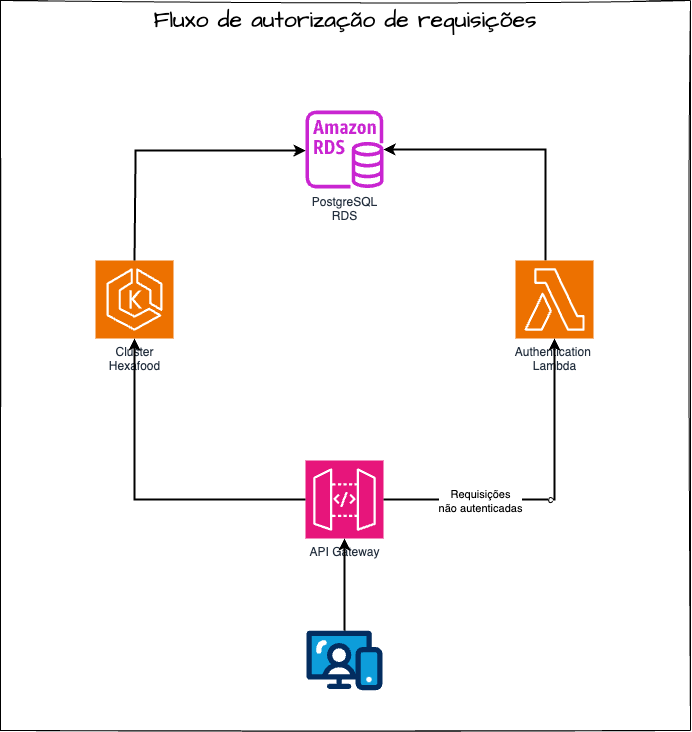 Fluxo de autorização de requisições
Amazon
RDS
PostgreSQL
RDS
K
Cluster
Hexafood
Authentication
Lambda
</>
Requisições
não autenticadas
API Gateway